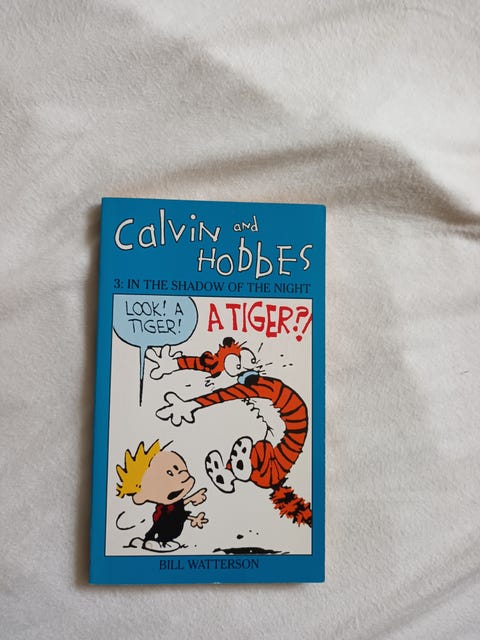 Calvin and
HObbES
3: IN THE SHADOW OF THE NIGHT
LOOK! A
TIGER!
A TIGER?!
BILL WATTERSON